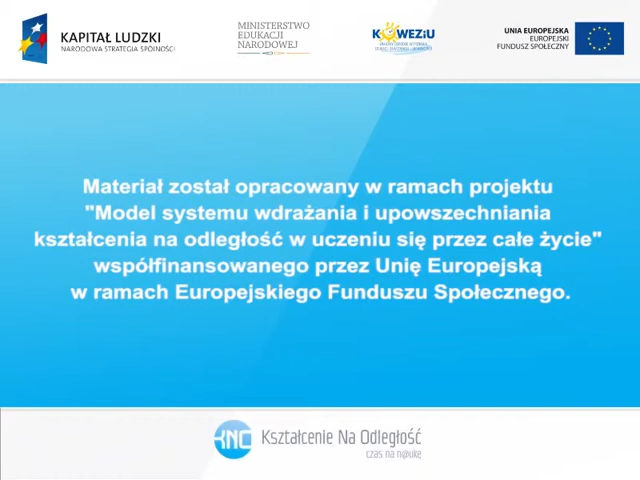 KAPITAŁ LUDZKI
NARODOWA STRATEGIA SPÓJNOŚCI
MINISTERSTWO
EDUKACJI
NARODOWEJ
KOWEZiU
UNIA EUROPEJSKA
EUROPEJSKI
FUNDUSZ SPOŁECZNY
Materiał został opracowany w ramach projektu
"Model systemu wdrażania i upowszechniania
kształcenia na odległość w uczeniu się przez całe życie"
współfinansowanego przez Unię Europejską
w ramach Europejskiego Funduszu Społecznego.
KNO Kształcenie Na Odległość
czas na n@ukę